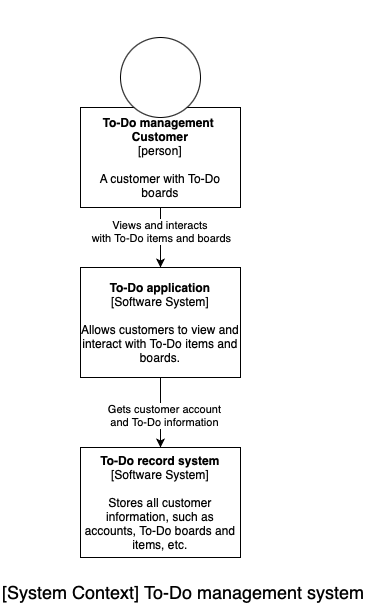 To-Do management
Customer
[person]
A customer with To-Do
boards
Views and interacts
with To-Do items and boards
To-Do application
[Software System]
Allows customers to view and
interact with To-Do items and
boards.
Gets customer account
and To-Do information
To-Do record system
[Software System]
Stores all customer
information, such as
accounts, To-Do boards and
items, etc.
[System Context] To-Do management system